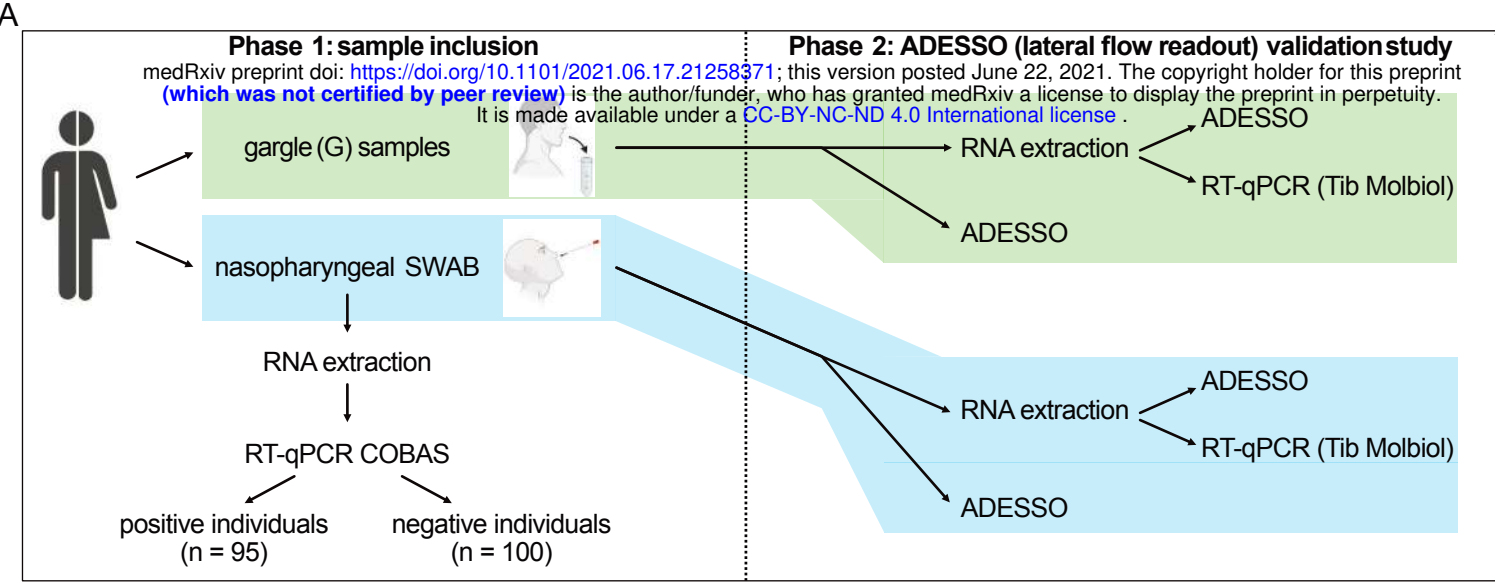 A
Phase 1: sample inclusion
Phase 2: ADESSO (lateral flow readout) validation study
medRxiv preprint doi: https://doi.org/10.1101/2021.06.17.21258371; this version posted June 22, 2021. The copyright holder for this preprint
(which was not certified by peer review) is the author/funder, who has granted medRxiv a license to display the preprint in perpetuity.
It is made available under a CC-BY-NC-ND 4.0 International license .
gargle (G) samples
RNA extraction
ADESSO
RT-qPCR (Tib Molbiol)
ADESSO
nasopharyngeal SWAB
RNA extraction
RT-qPCR COBAS
positive individuals
(n = 95)
negative individuals
(n = 100)
RNA extraction
ADESSO
RT-qPCR (Tib Molbiol)
ADESSO